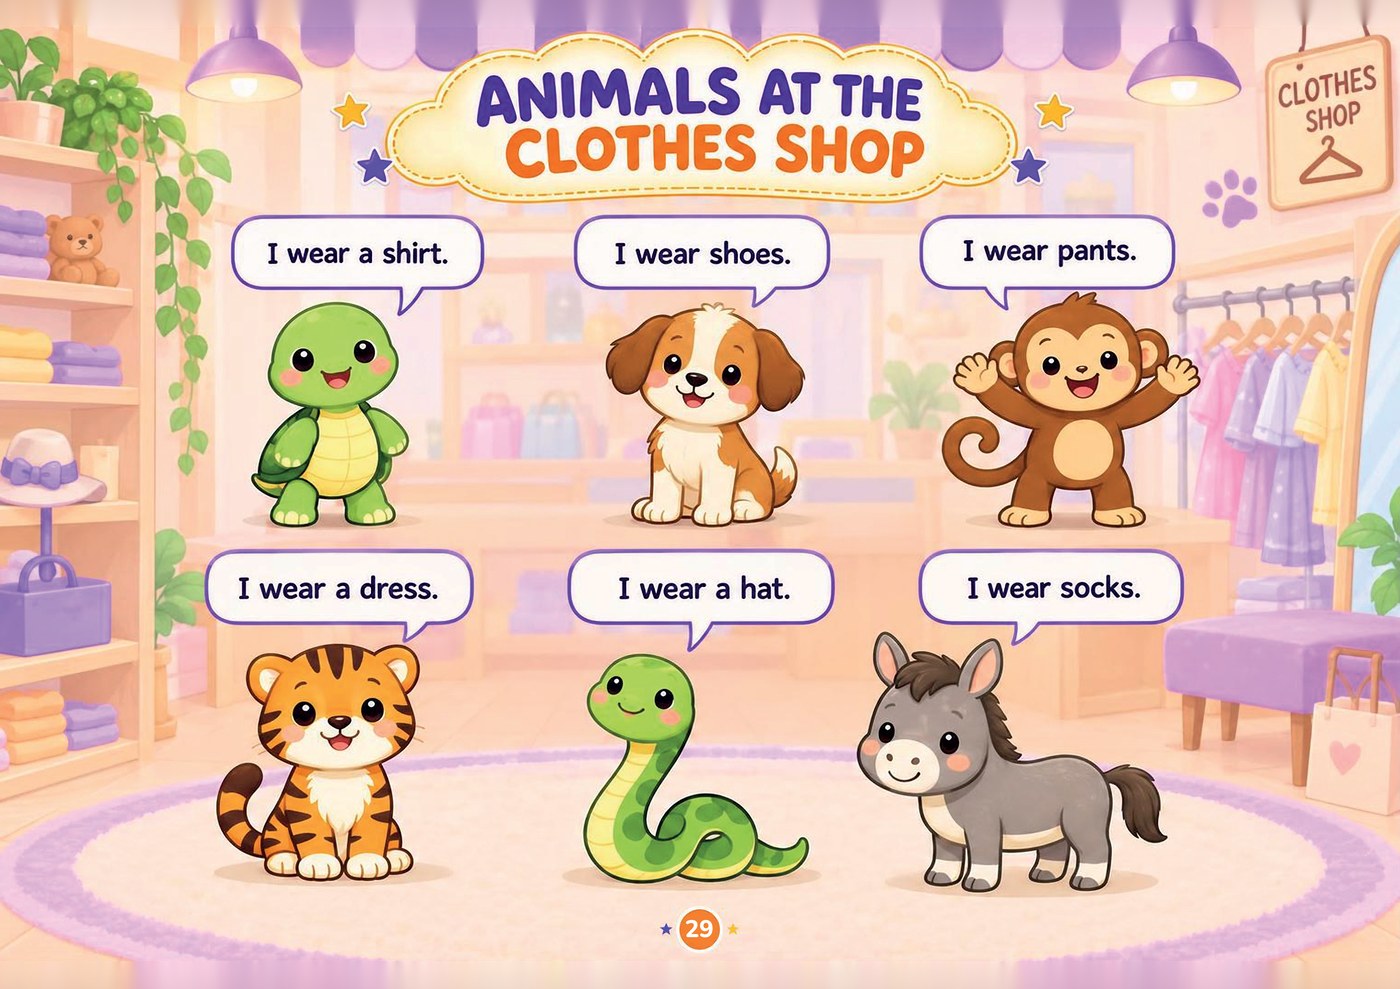 ANIMALS AT THE
CLOTHES SHOP
CLOTHES
SHOP
I wear a shirt.
I wear shoes.
I wear pants.
I wear a dress.
I wear a hat.
I wear socks.
29